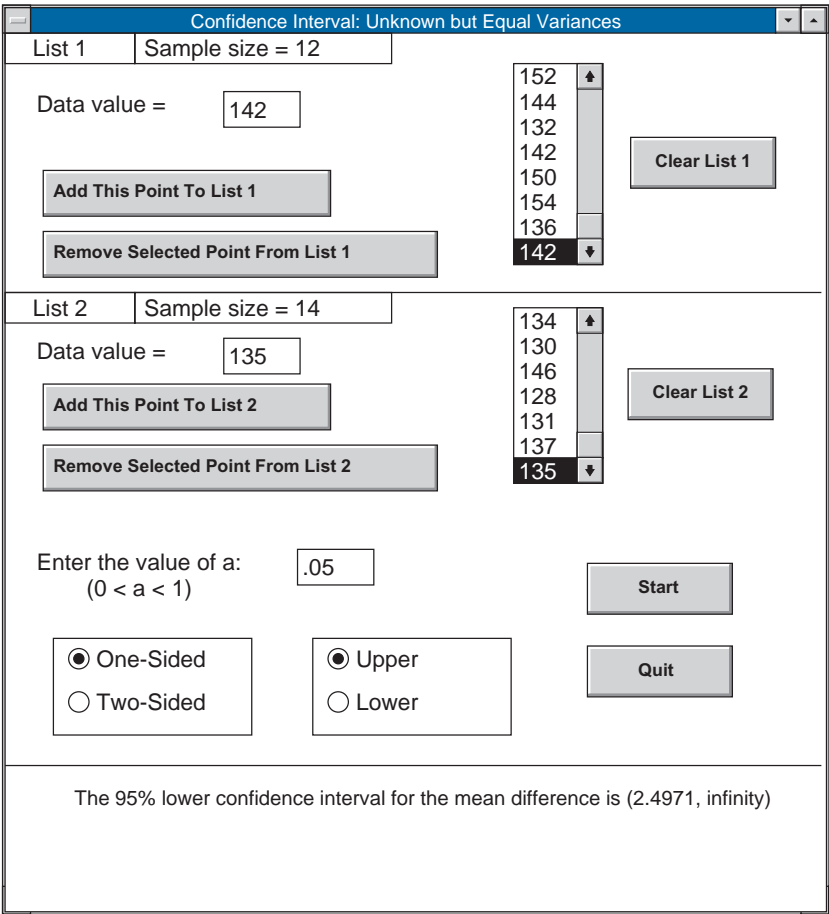 Confidence Interval: Unknown but Equal Variances
List 1
Sample size = 12
Data value =
142
152
144
132
142
150
154
136
142
Clear List 1
Add This Point To List 1
Remove Selected Point From List 1
List 2
Sample size = 14
Data value =
135
134
130
146
128
131
137
135
Clear List 2
Add This Point To List 2
Remove Selected Point From List 2
Enter the value of a:
(0 < a < 1)
.05
Start
One-Sided
Two-Sided
Upper
Lower
Quit
The 95% lower confidence interval for the mean difference is (2.4971, infinity)